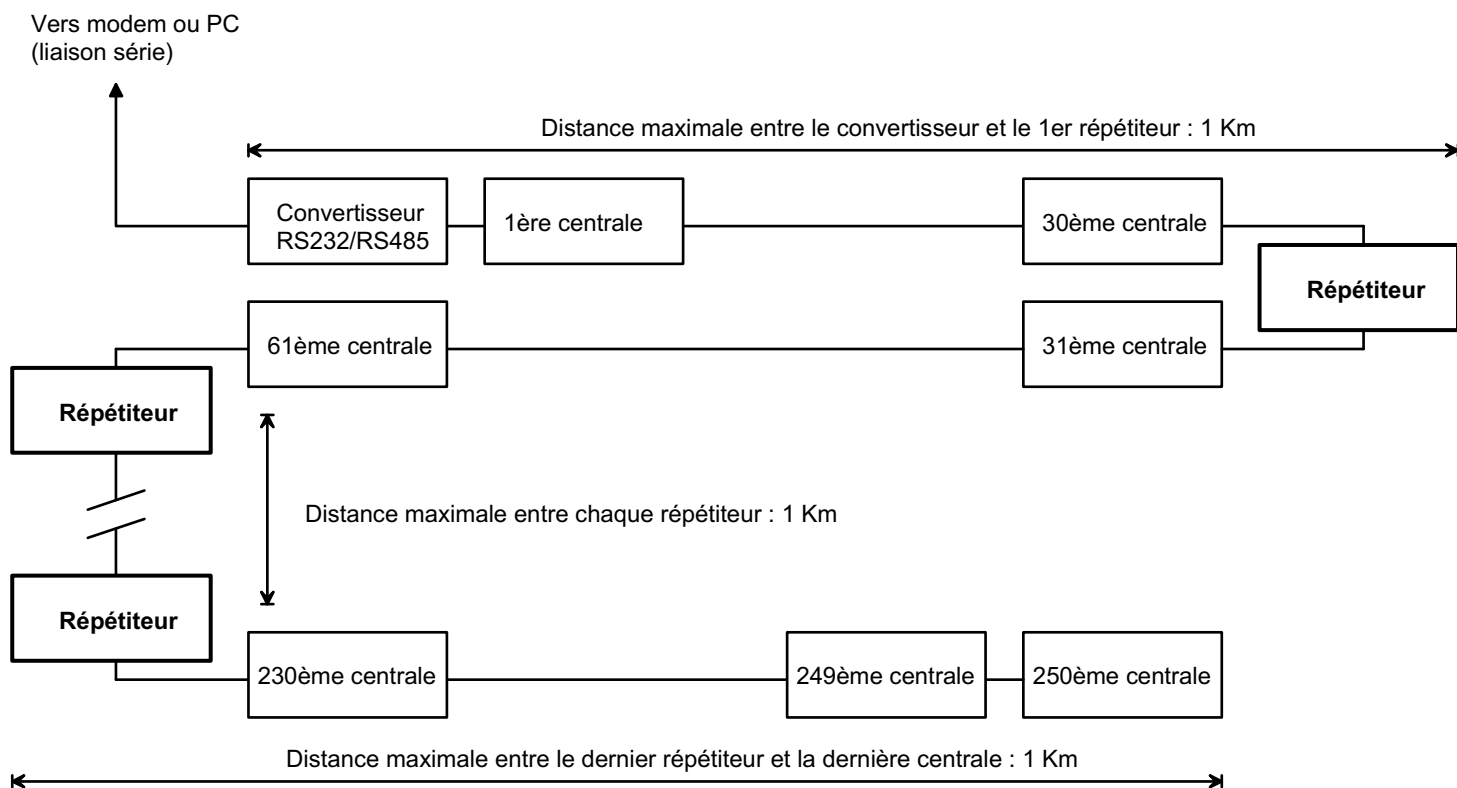 Vers modem ou PC
(liaison série)
Distance maximale entre le convertisseur et le 1er répétiteur : 1 Km
Convertisseur
RS232/RS485
1ère centrale
30ème centrale
Répétiteur
61ème centrale
31ème centrale
Répétiteur
Distance maximale entre chaque répétiteur : 1 Km
Répétiteur
230ème centrale
249ème centrale
250ème centrale
Distance maximale entre le dernier répétiteur et la dernière centrale : 1 Km